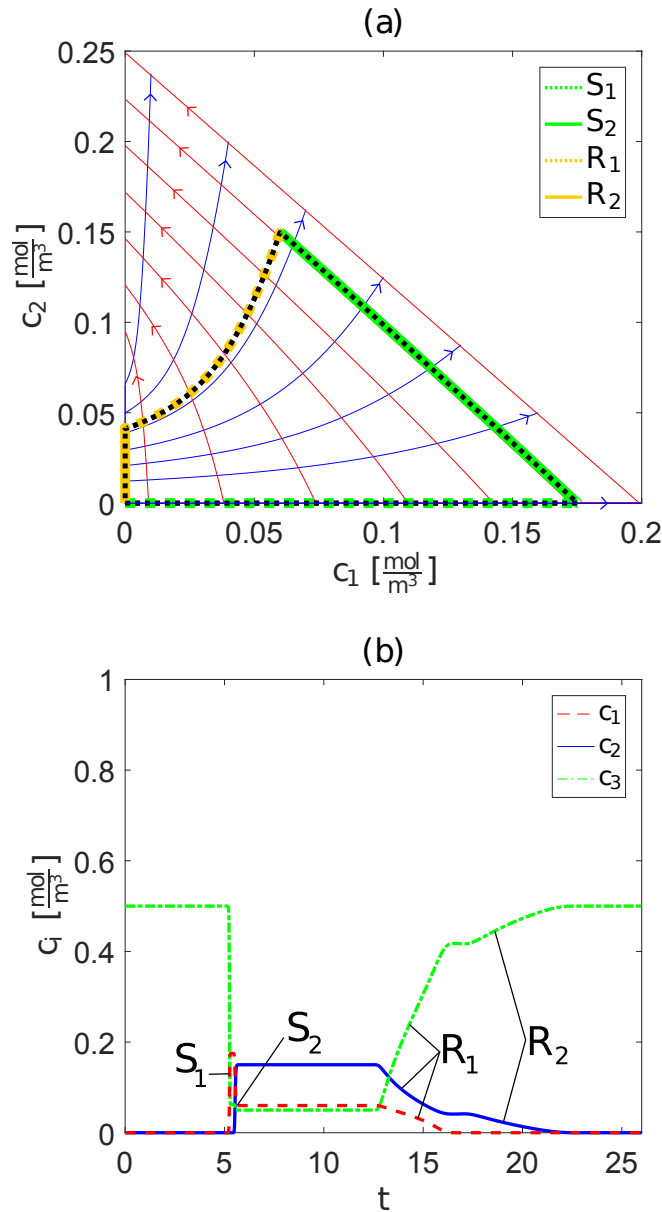 (a)
0.25
0.2
0.15
0.1
0.05
0
c2 [mol/m3]
S1
S2
R1
R2
0 0.05 0.1 0.15 0.2
c1 [mol/m3]
(b)
1
0.8
0.6
0.4
0.2
0
ci [mol/m3]
c1
c2
c3
S1
S2
R1
R2
0 5 10 15 20 25
t